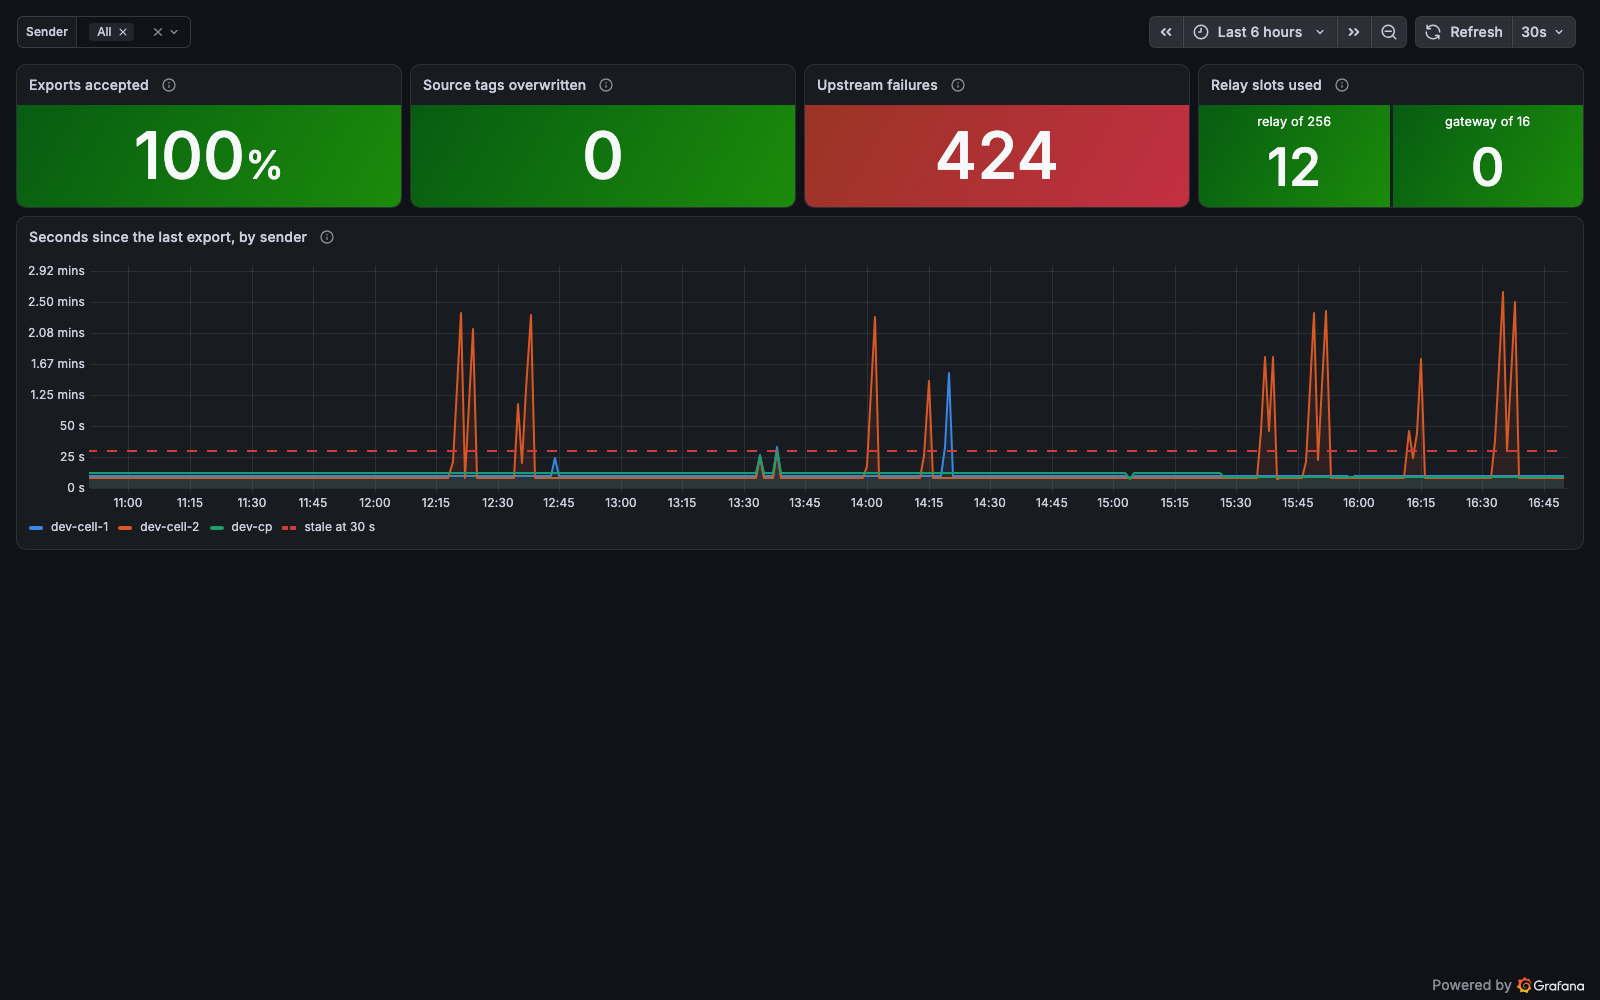 Sender All
Last 6 hours Refresh 30s
Exports accepted
100%
Source tags overwritten
0
Upstream failures
424
Relay slots used
relay of 256
12
gateway of 16
0
Seconds since the last export, by sender
2.92 mins
2.50 mins
2.08 mins
1.67 mins
1.25 mins
50 s
25 s
0 s
11:00 11:15 11:30 11:45 12:00 12:15 12:30 12:45 13:00 13:15 13:30 13:45 14:00 14:15 14:30 14:45 15:00 15:15 15:30 15:45 16:00 16:15 16:30 16:45
dev-cell-1 dev-cell-2 dev-cp stale at 30 s
Powered by Grafana